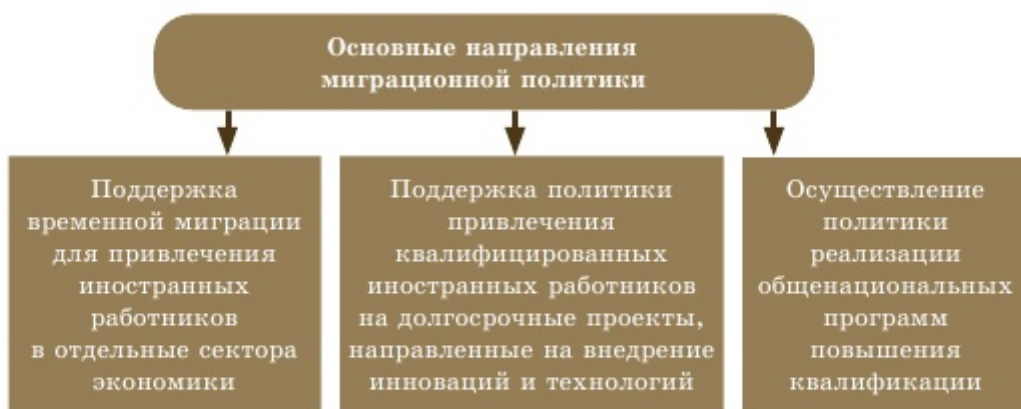 Основные направления
миграционной политики
Поддержка
временной миграции
для привлечения
иностранных
работников
в отдельные сектора
экономики
Поддержка политики
привлечения
квалифицированных
иностранных работников
на долгосрочные проекты,
направленные на внедрение
инноваций и технологий
Осуществление
политики
реализации
общенациональных
программ
повышения
квалификации